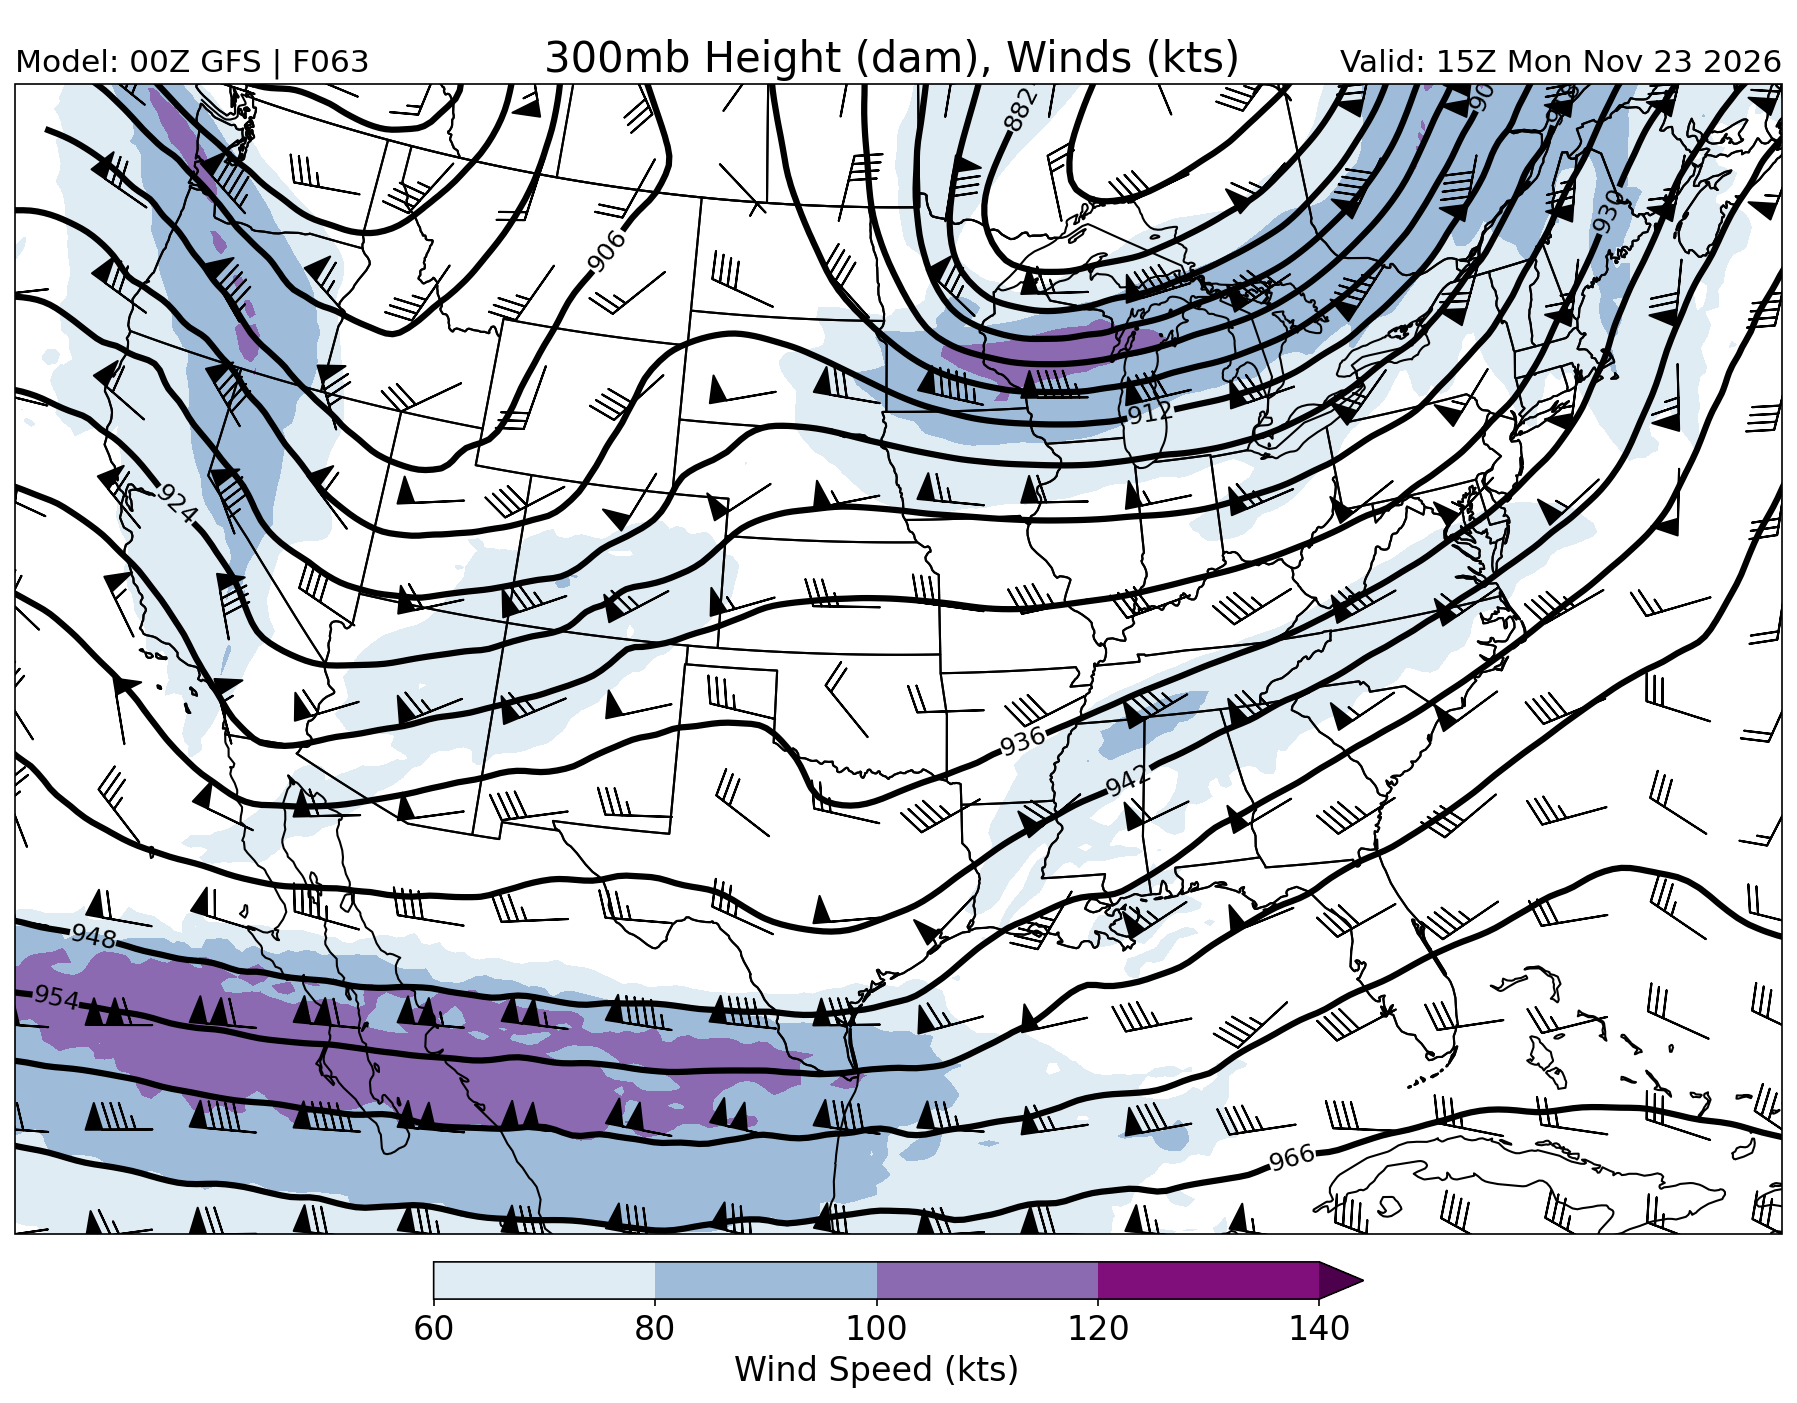 Model: 00Z GFS | F063
300mb Height (dam), Winds (kts)
Valid: 15Z Mon Nov 23 2026
882
930
906
912
924
936
942
948
954
966
60 80 100 120 140
Wind Speed (kts)